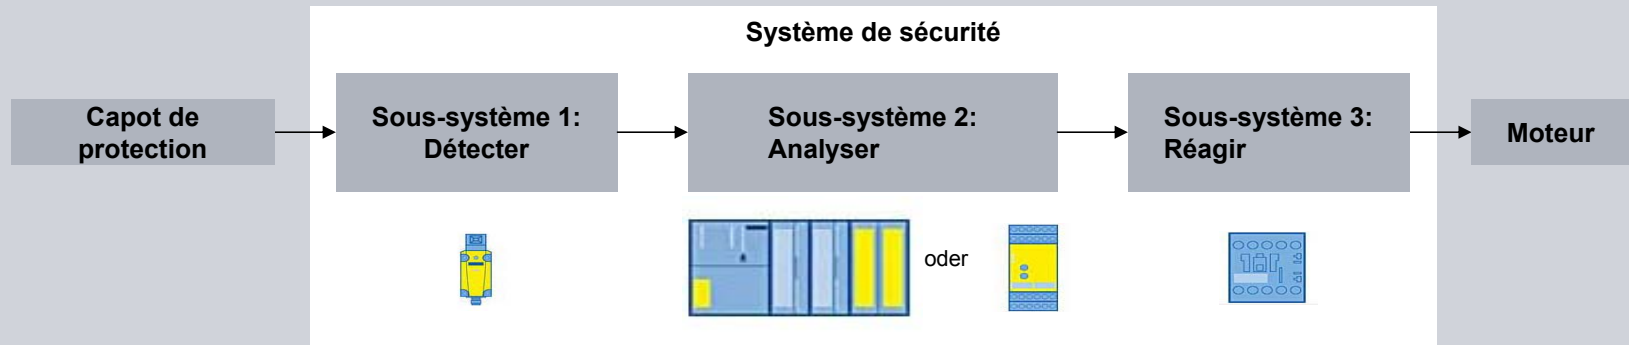 Système de sécurité
Capot de
protection
Sous-système 1:
Détecter
Sous-système 2:
Analyser
Sous-système 3:
Réagir
Moteur
oder